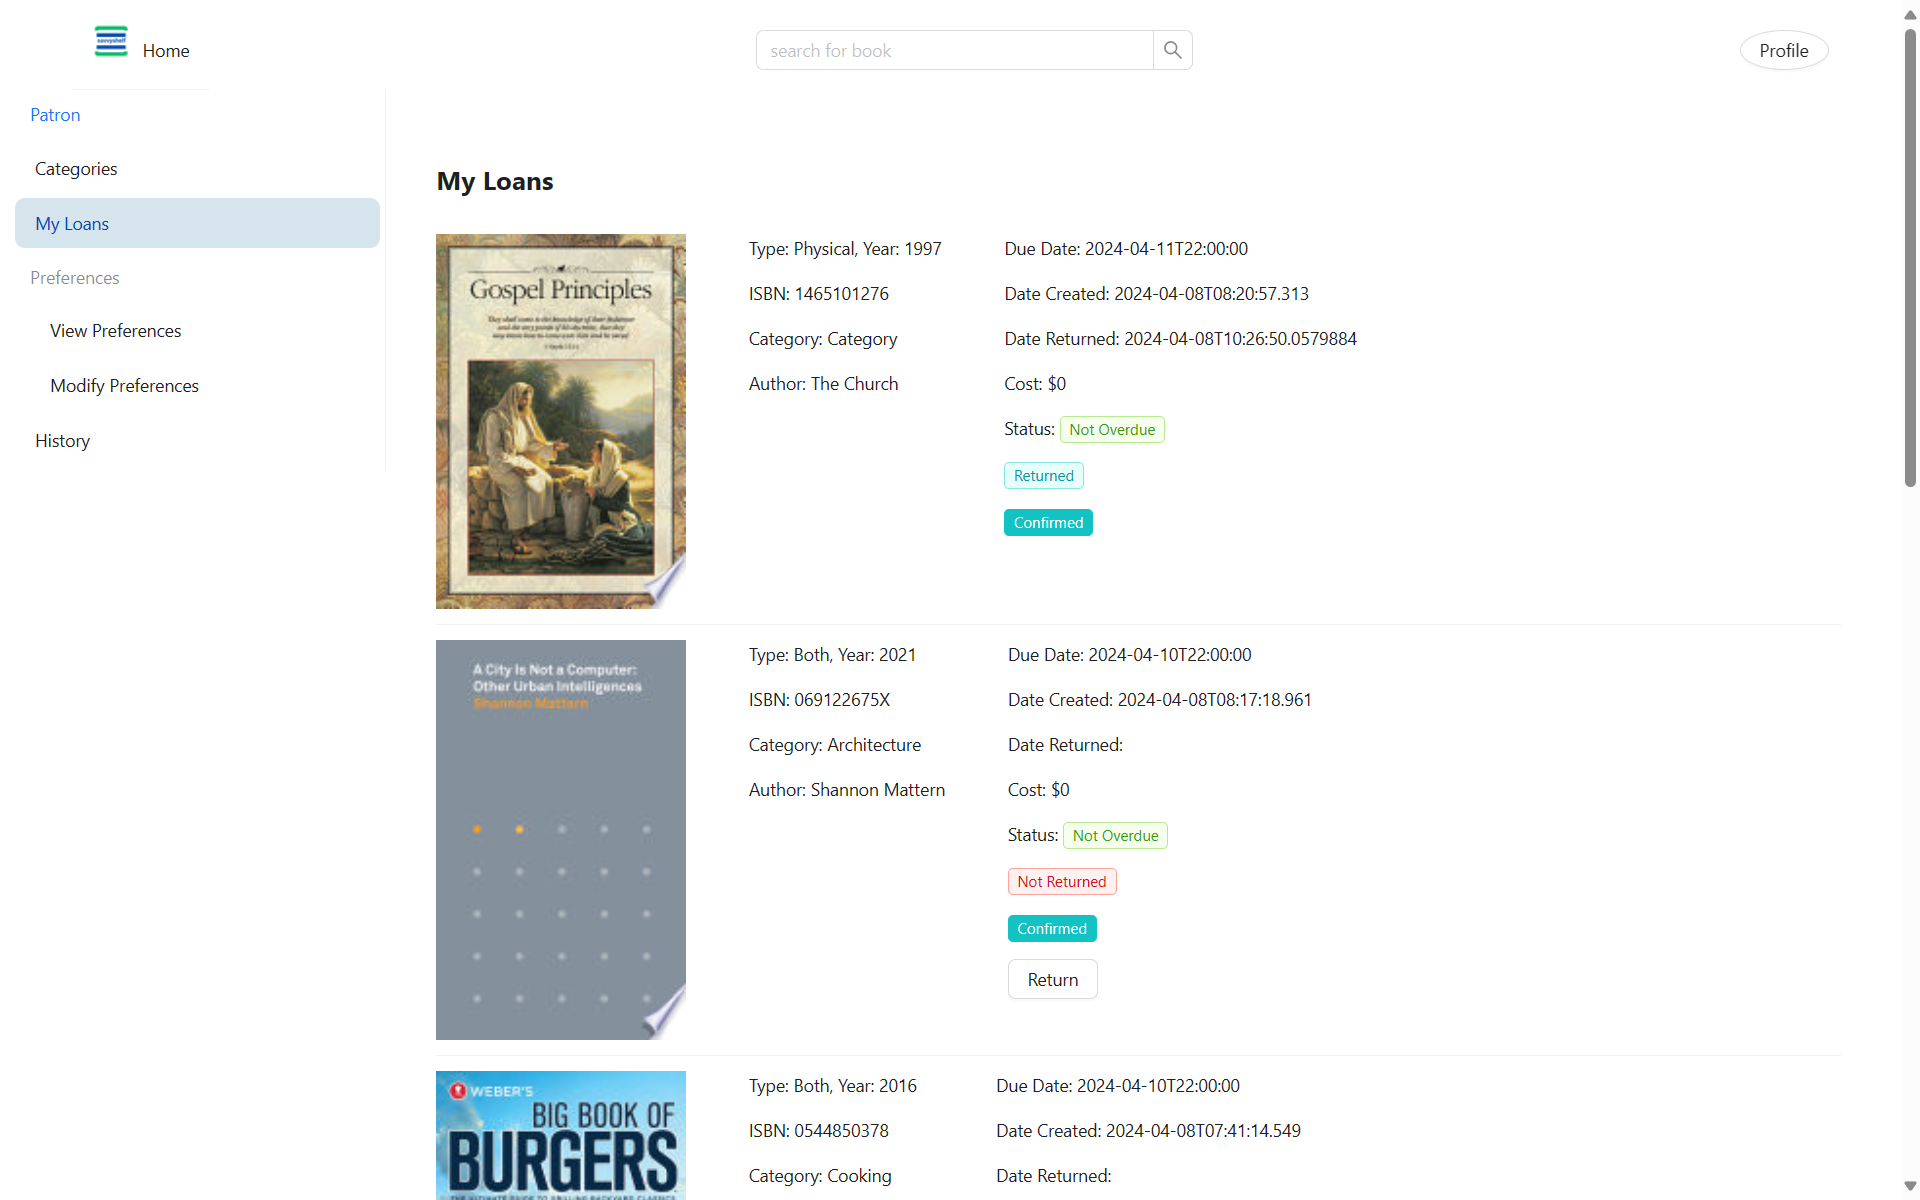 savvyshelf
Home
search for book
Profile
Patron
Categories
My Loans
Preferences
View Preferences
Modify Preferences
History
My Loans
Gospel Principles
Type: Physical, Year: 1997
ISBN: 1465101276
Category: Category
Author: The Church
Due Date: 2024-04-11T22:00:00
Date Created: 2024-04-08T08:20:57.313
Date Returned: 2024-04-08T10:26:50.0579884
Cost: $0
Status: Not Overdue
Returned
Confirmed
A City Is Not a Computer:
Other Urban Intelligences
Shannon Mattern
Type: Both, Year: 2021
ISBN: 069122675X
Category: Architecture
Author: Shannon Mattern
Due Date: 2024-04-10T22:00:00
Date Created: 2024-04-08T08:17:18.961
Date Returned:
Cost: $0
Status: Not Overdue
Not Returned
Confirmed
Return
WEBER'S
BIG BOOK OF
BURGERS
Type: Both, Year: 2016
ISBN: 0544850378
Category: Cooking
Due Date: 2024-04-10T22:00:00
Date Created: 2024-04-08T07:41:14.549
Date Returned: